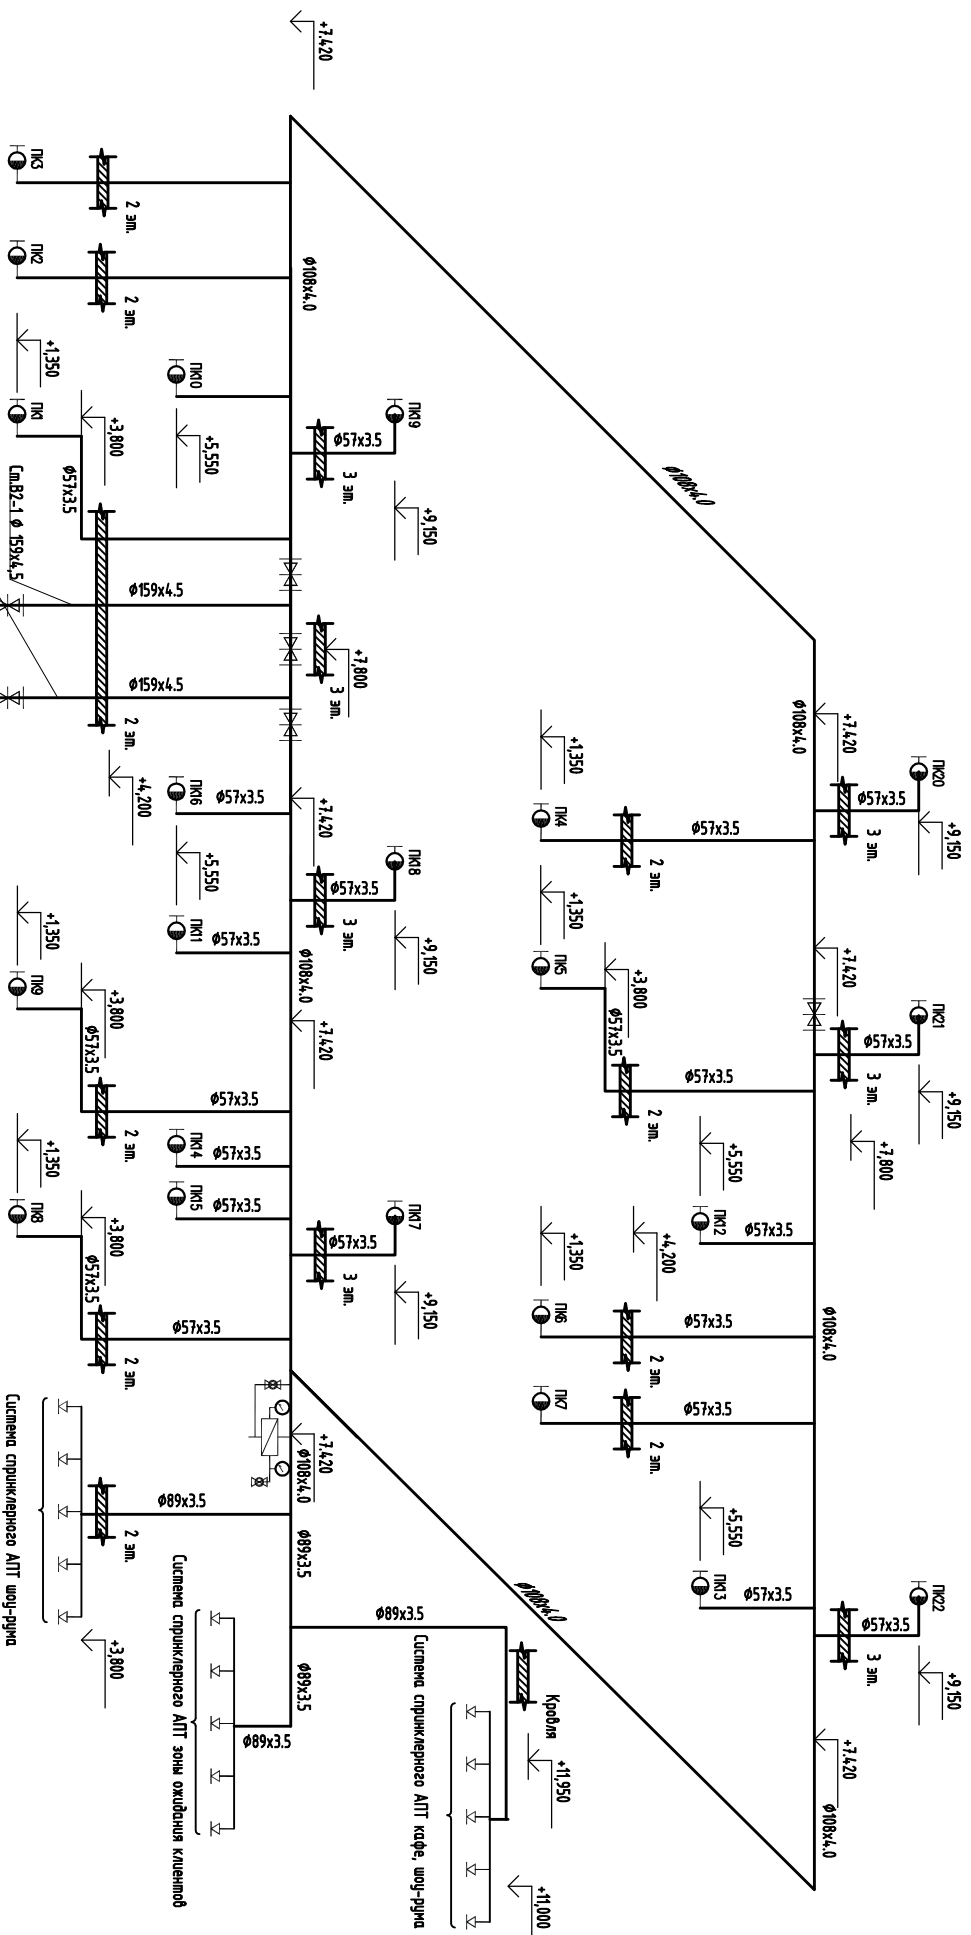 +7.420
ПК3
2 эт.
ПК2
2 эт.
ø108x4.0
+1,350
ПК1
+3,800
ø57x3.5
ПК10
+5,550
ПК19
ø57x3.5
3 эт.
+9,150
ø108x4.0
Ст.В2-1 ø 159x4,5
ø159x4.5
ø159x4.5
2 эт.
+4,200
+7,800
3 эт.
ПК16
ø57x3.5
+5,550
+7.420
ПК18
ø57x3.5
3 эт.
+9,150
ПК11
ø57x3.5
ø108x4.0
+7.420
+1,350
ПК9
+3,800
ø57x3.5
ø57x3.5
2 эт.
ПК14
ø57x3.5
ПК15
ø57x3.5
+1,350
ПК8
+3,800
ø57x3.5
ø57x3.5
2 эт.
ПК17
ø57x3.5
3 эт.
+9,150
ø108x4.0
+7.420
ПК20
ø57x3.5
3 эт.
+9,150
+1,350
ПК4
ø57x3.5
2 эт.
+1,350
ПК5
+3,800
ø57x3.5
ø57x3.5
2 эт.
+7.420
ПК21
ø57x3.5
3 эт.
+9,150
+7,800
+5,550
ПК12
ø57x3.5
+4,200
+1,350
ПК6
ø57x3.5
2 эт.
ø108x4.0
ПК7
ø57x3.5
2 эт.
+5,550
ПК13
ø57x3.5
ПК22
ø57x3.5
3 эт.
+9,150
+7.420
ø108x4.0
ø108x4.0
+7.420
ø108x4.0
ø89x3.5
ø89x3.5
2 эт.
+3,800
Система спринклерного АПТ шоу-рума
ø89x3.5
ø89x3.5
Система спринклерного АПТ зоны ожидания клиентов
ø89x3.5
Кровля
+11,950
+11,000
Система спринклерного АПТ кафе, шоу-рума